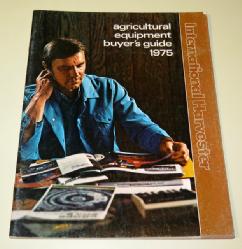 agricultural
equipment
buyer's guide
1975
International Harvester